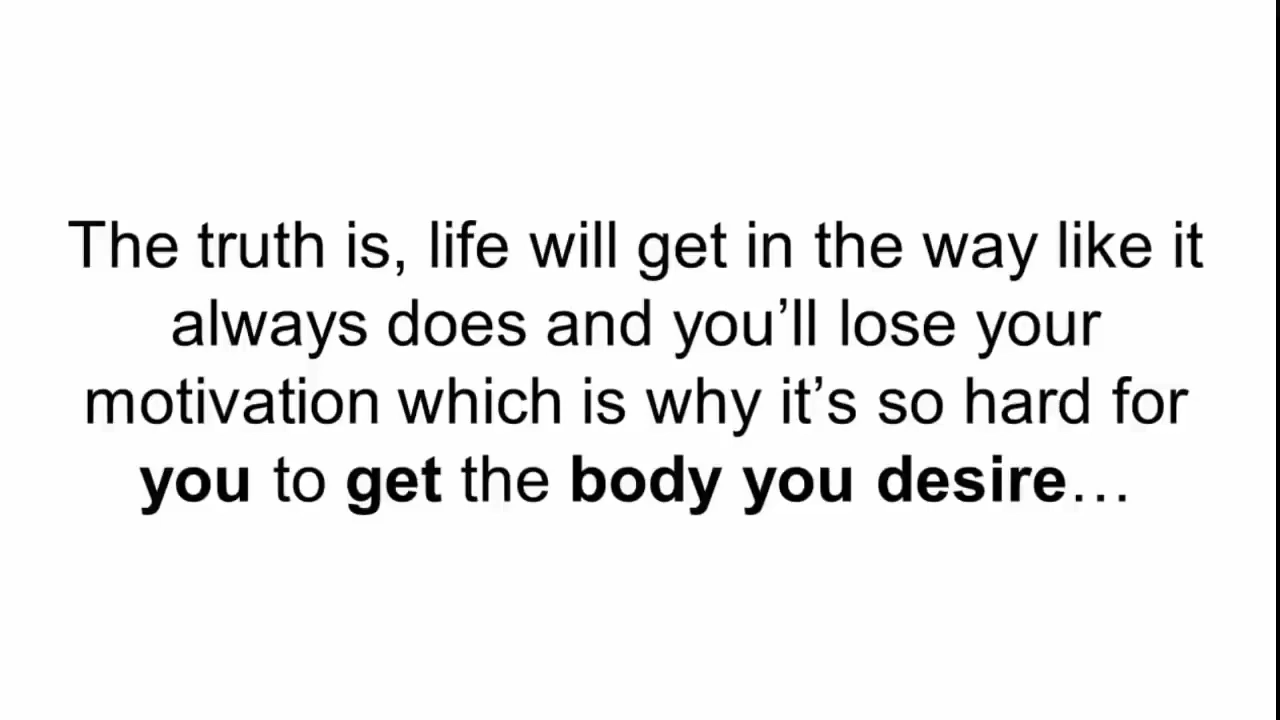 The truth is, life will get in the way like it
always does and you’ll lose your
motivation which is why it’s so hard for
you to get the body you desire…